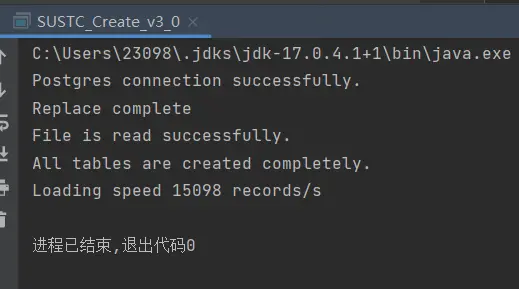 SUSTC_Create_v3_0
C:\Users\23098\.jdks\jdk-17.0.4.1+1\bin\java.exe
Postgres connection successfully.
Replace complete
File is read successfully.
All tables are created completely.
Loading speed 15098 records/s
进程已结束,退出代码0